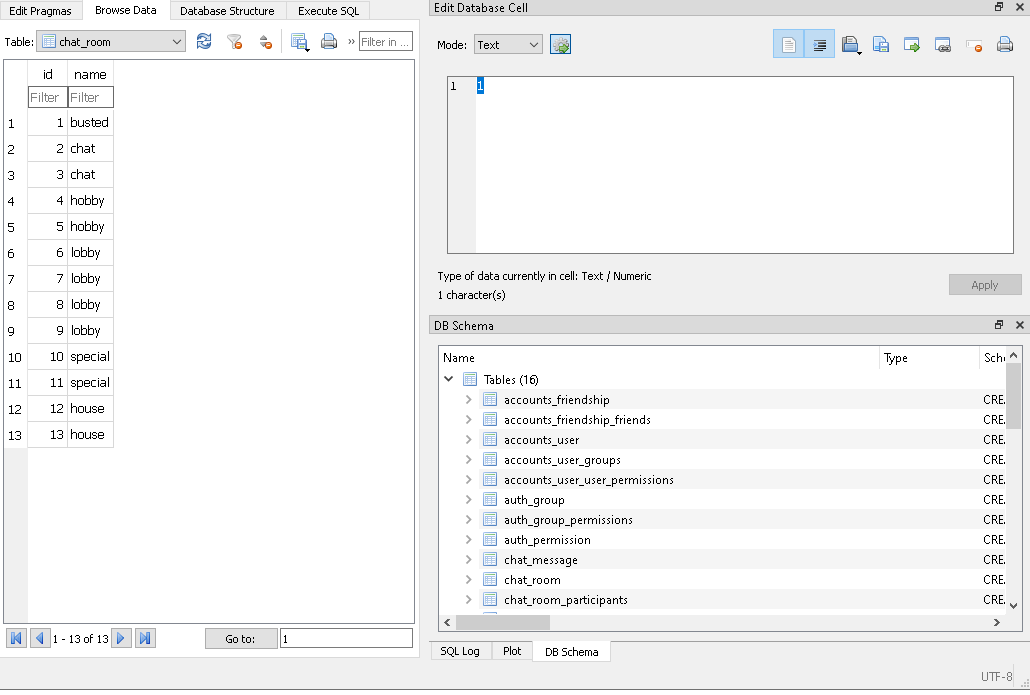 Edit Pragmas Browse Data Database Structure Execute SQL
Table: chat_room » Filter in ...
id name
Filter Filter
1 1 busted
2 2 chat
3 3 chat
4 4 hobby
5 5 hobby
6 6 lobby
7 7 lobby
8 8 lobby
9 9 lobby
10 10 special
11 11 special
12 12 house
13 13 house
1 - 13 of 13 Go to: 1
Edit Database Cell
Mode: Text
1 1
Type of data currently in cell: Text / Numeric
1 character(s)
Apply
DB Schema
Name Type Sch
Tables (16)
accounts_friendship CRE
accounts_friendship_friends CRE
accounts_user CRE
accounts_user_groups CRE
accounts_user_user_permissions CRE
auth_group CRE
auth_group_permissions CRE
auth_permission CRE
chat_message CRE
chat_room CRE
chat_room_participants CRE
SQL Log Plot DB Schema
UTF-8